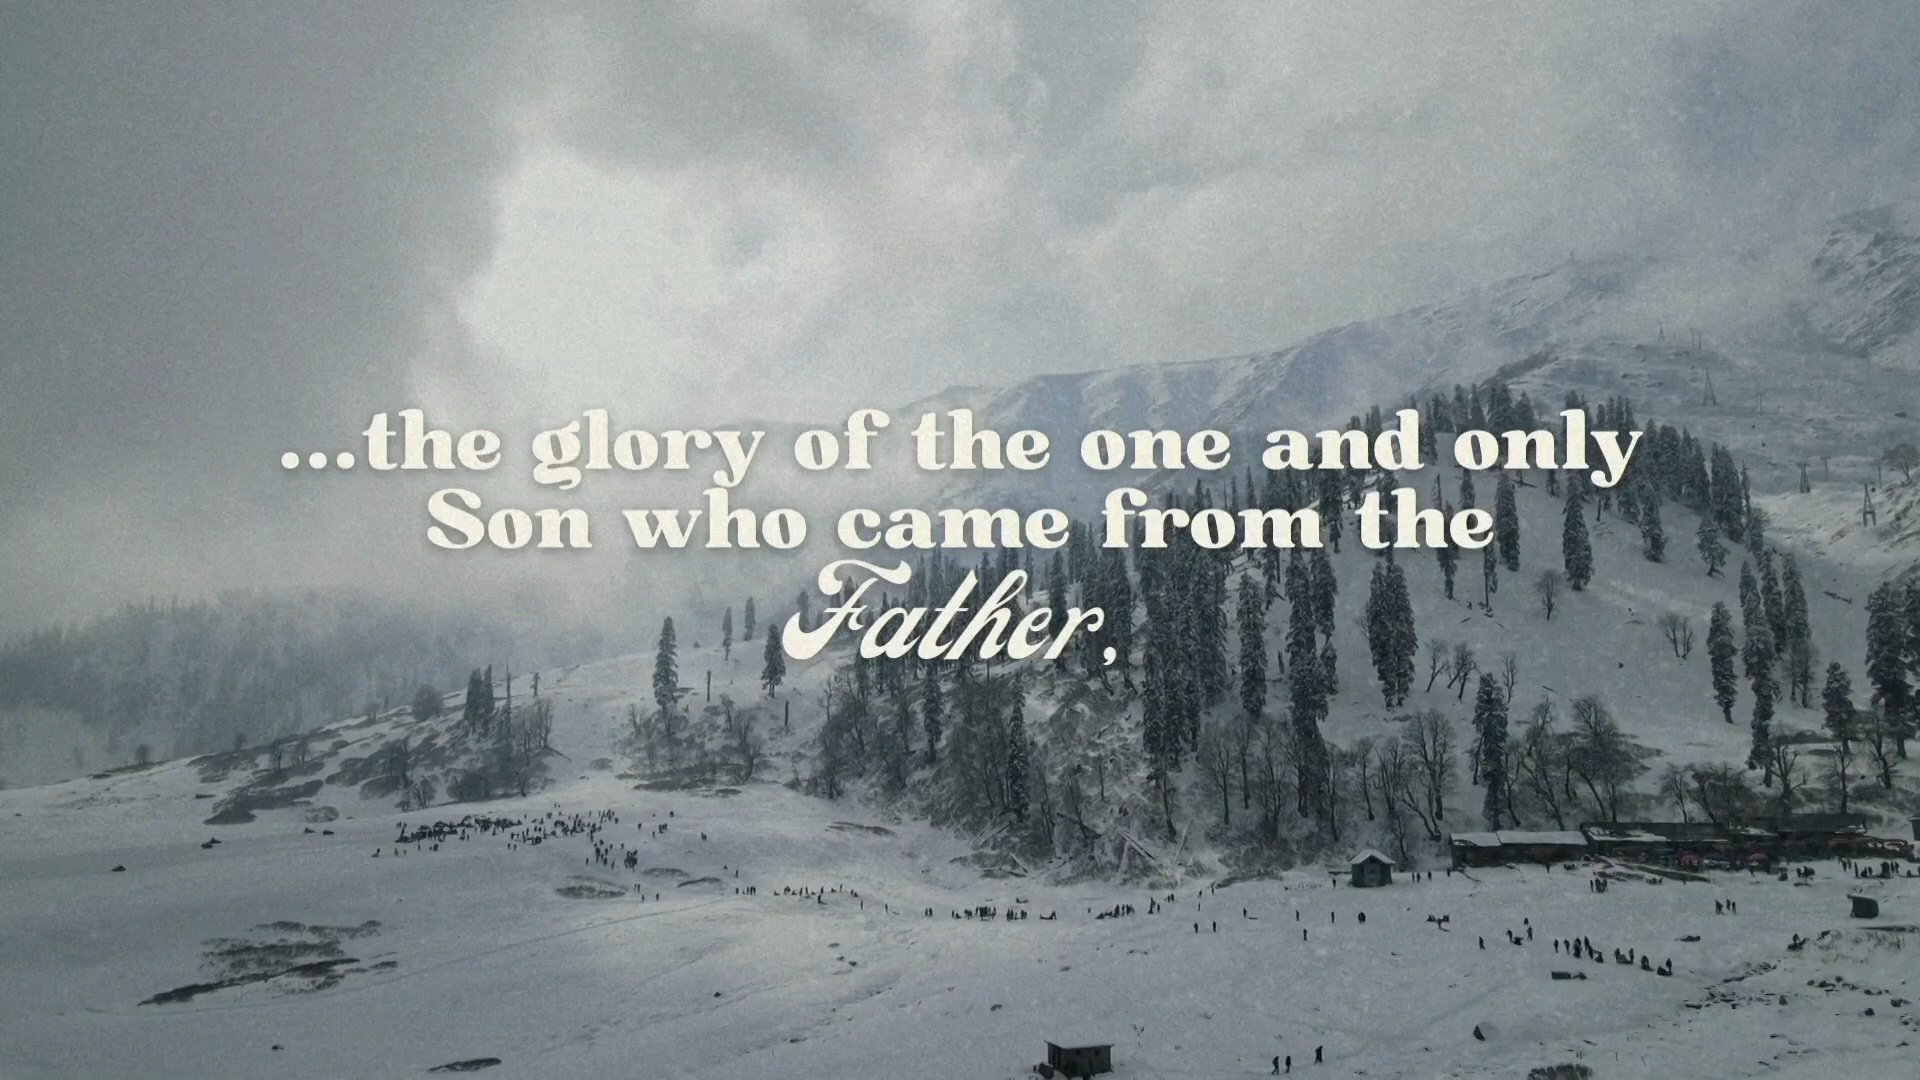 ...the glory of the one and only
Son who came from the
Father,